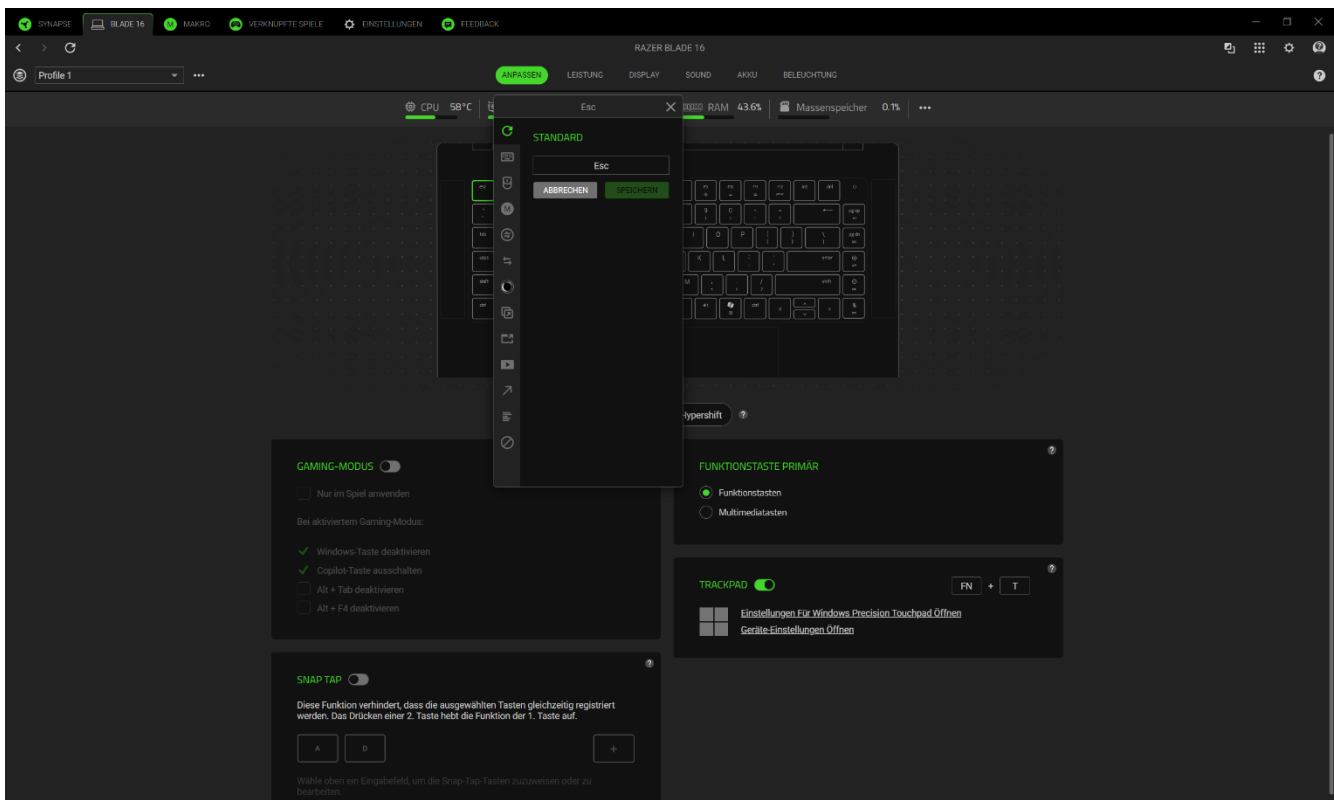 SYNAPSE
BLADE 16
MAKRO
VERKNÜPFTE SPIELE
EINSTELLUNGEN
FEEDBACK
RAZER BLADE 16
Profile 1
ANPASSEN
LEISTUNG
DISPLAY
SOUND
AKKU
BELEUCHTUNG
CPU 58°C
RAM 43.6%
Massenspeicher 0.1%
Esc
STANDARD
Esc
ABBRECHEN
SPEICHERN
Hypershift
GAMING-MODUS
Nur im Spiel anwenden
Bei aktiviertem Gaming-Modus:
Windows-Taste deaktivieren
Copilot-Taste ausschalten
Alt + Tab deaktivieren
Alt + F4 deaktivieren
FUNKTIONSTASTE PRIMÄR
Funktionstasten
Multimediatasten
TRACKPAD
FN + T
Einstellungen Für Windows Precision Touchpad Öffnen
Geräte-Einstellungen Öffnen
SNAP TAP
Diese Funktion verhindert, dass die ausgewählten Tasten gleichzeitig registriert
werden. Das Drücken einer 2. Taste hebt die Funktion der 1. Taste auf.
A
D
+
Wähle oben ein Eingabefeld, um die Snap-Tap-Tasten zuzuweisen oder zu
bearbeiten.